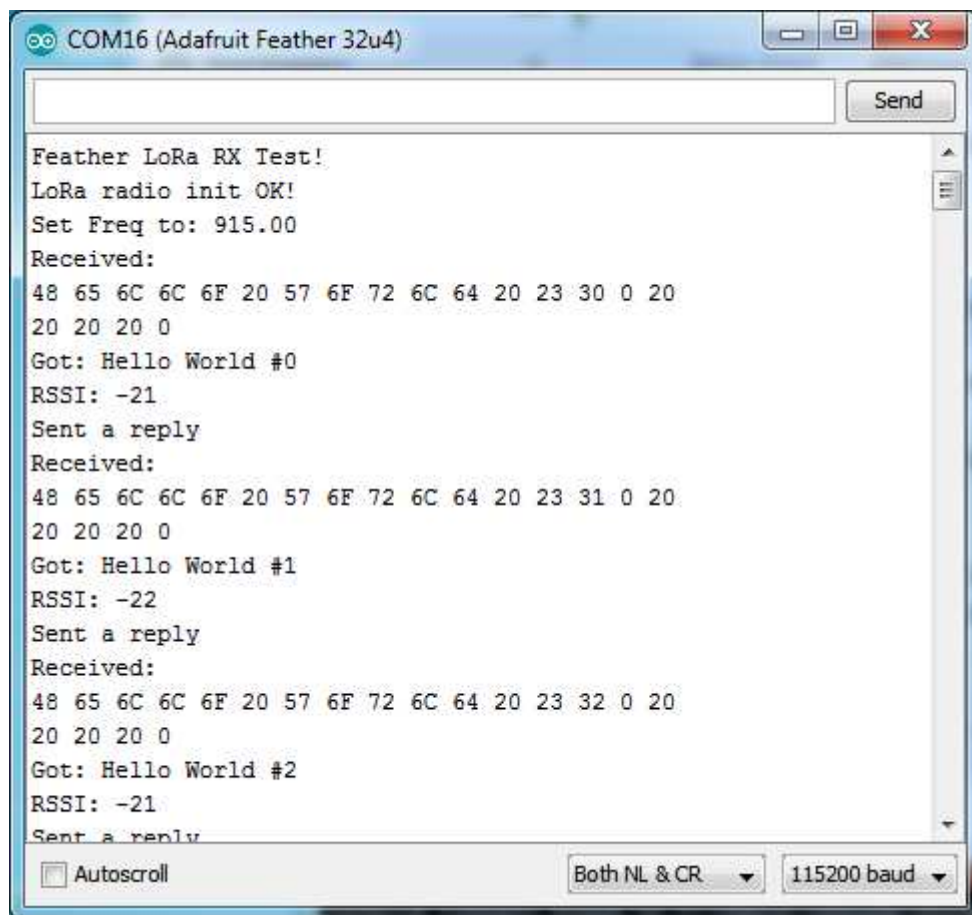 COM16 (Adafruit Feather 32u4)
Send
Feather LoRa RX Test!
LoRa radio init OK!
Set Freq to: 915.00
Received:
48 65 6C 6C 6F 20 57 6F 72 6C 64 20 23 30 0 20
20 20 20 0
Got: Hello World #0
RSSI: -21
Sent a reply
Received:
48 65 6C 6C 6F 20 57 6F 72 6C 64 20 23 31 0 20
20 20 20 0
Got: Hello World #1
RSSI: -22
Sent a reply
Received:
48 65 6C 6C 6F 20 57 6F 72 6C 64 20 23 32 0 20
20 20 20 0
Got: Hello World #2
RSSI: -21
Sent a reply
Autoscroll
Both NL & CR
115200 baud